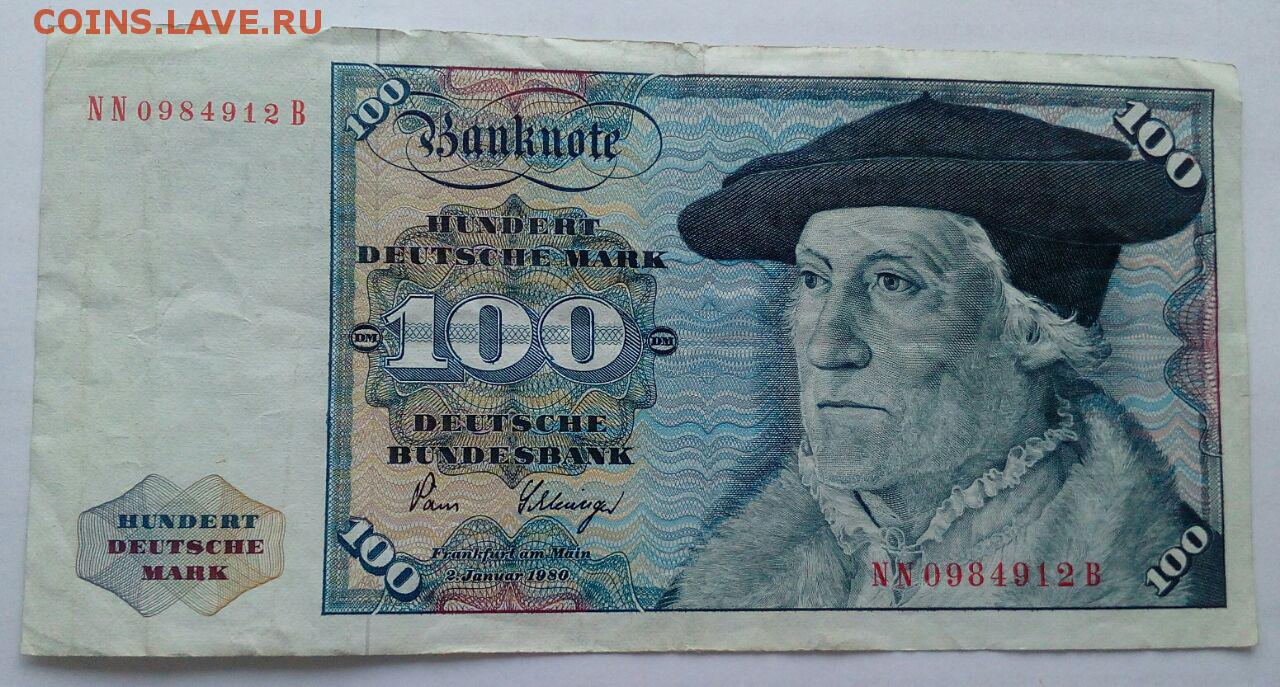 COINS.LAVE.RU
NN0984912B
100
Banknote
100
HUNDERT
DEUTSCHE MARK
DM 100 DM
DEUTSCHE
BUNDESBANK
HUNDERT
DEUTSCHE
MARK
100
Frankfurt am Main
2. Januar 1980
NN0984912B
100